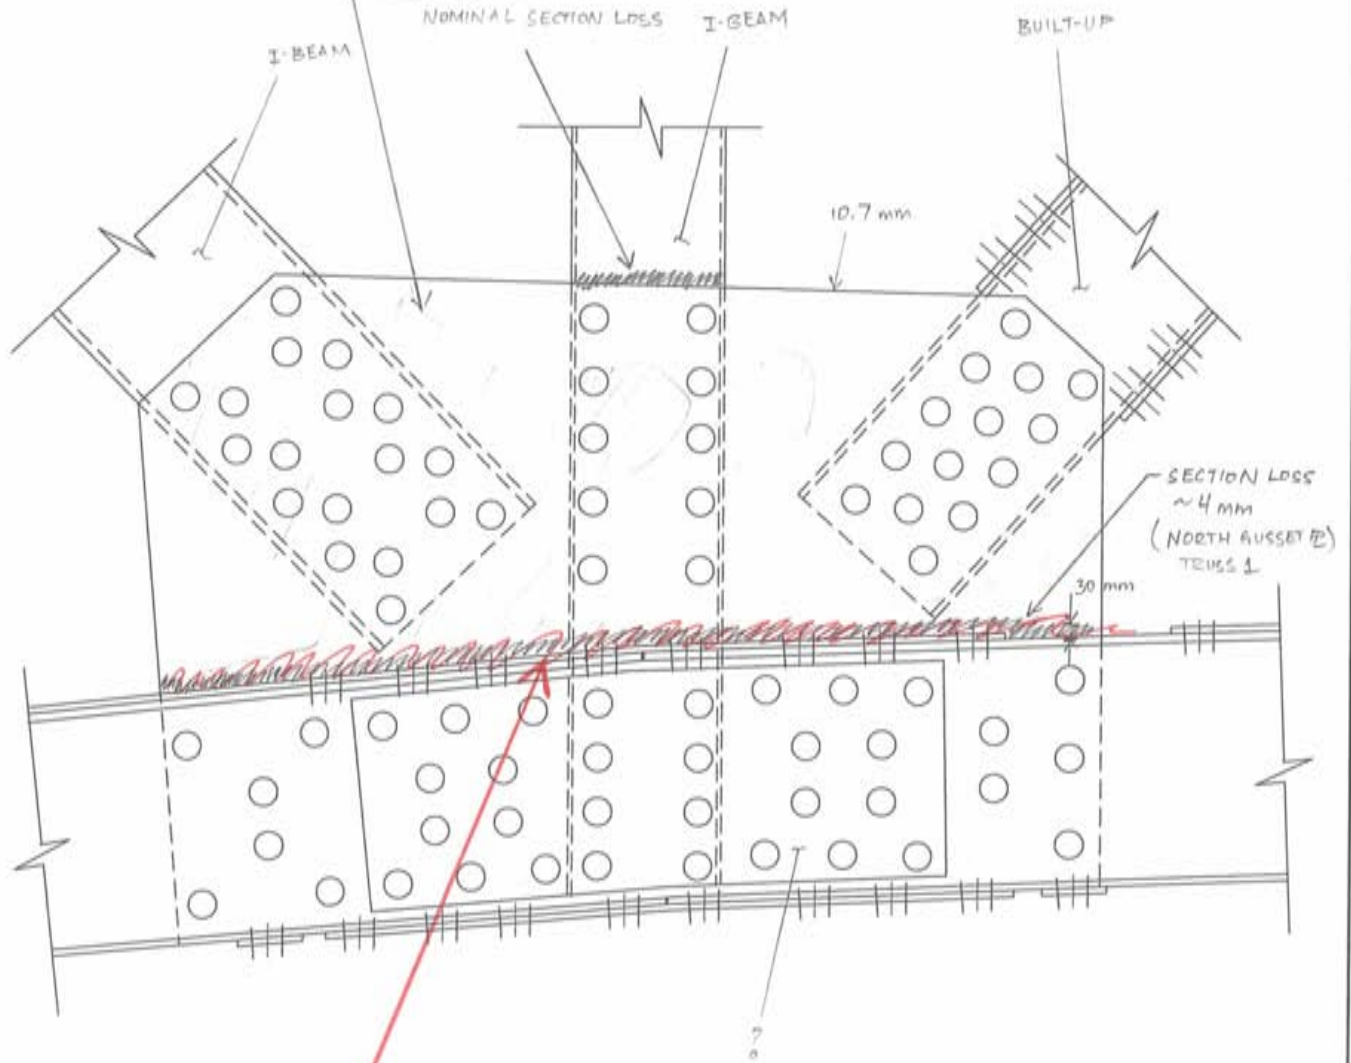 NOMINAL SECTION LOSS
I-BEAM
BUILT-UP
I-BEAM
10.7 mm
SECTION LOSS
~4 mm
(NORTH GUSSET PL)
TRUSS 1
30 mm
?